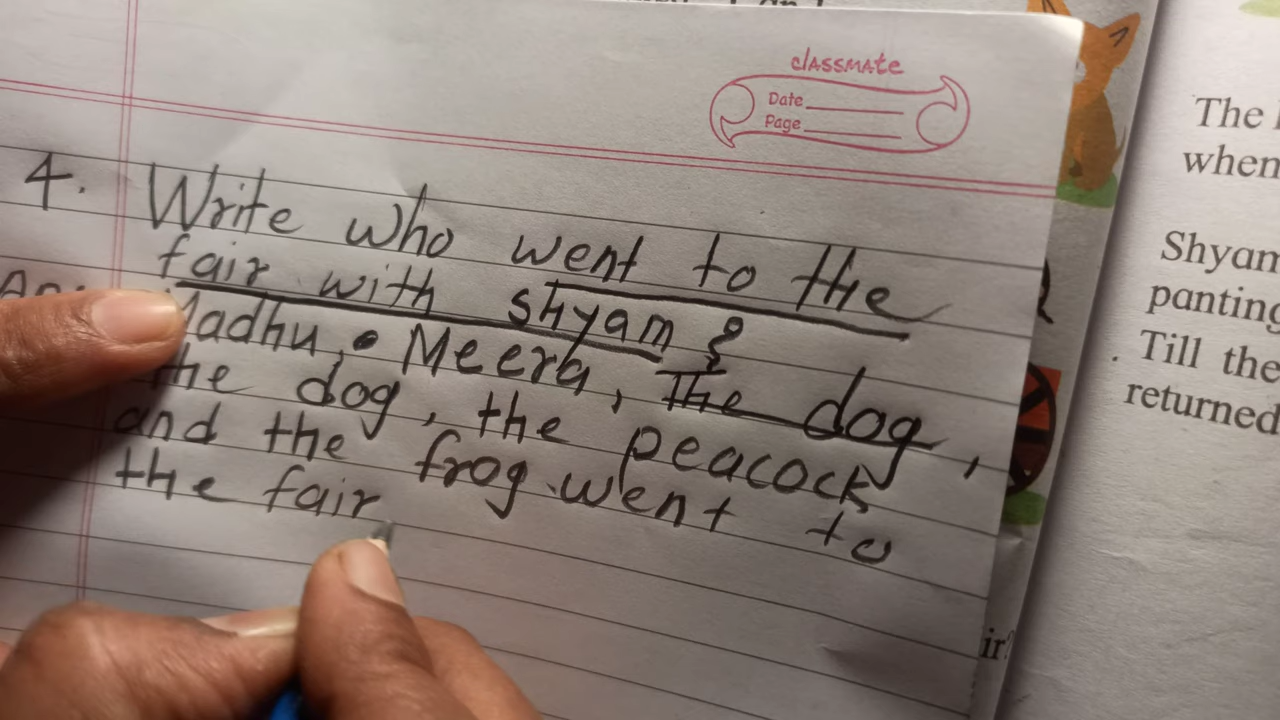 classmate
Date
Page
4. Write who went to the
fair with shyam ?
Madhu, Meera, The dog,
the dog, the peacock
and the frog went to
the fair
The
when
Shyam
panting
. Till the
returned
ir?